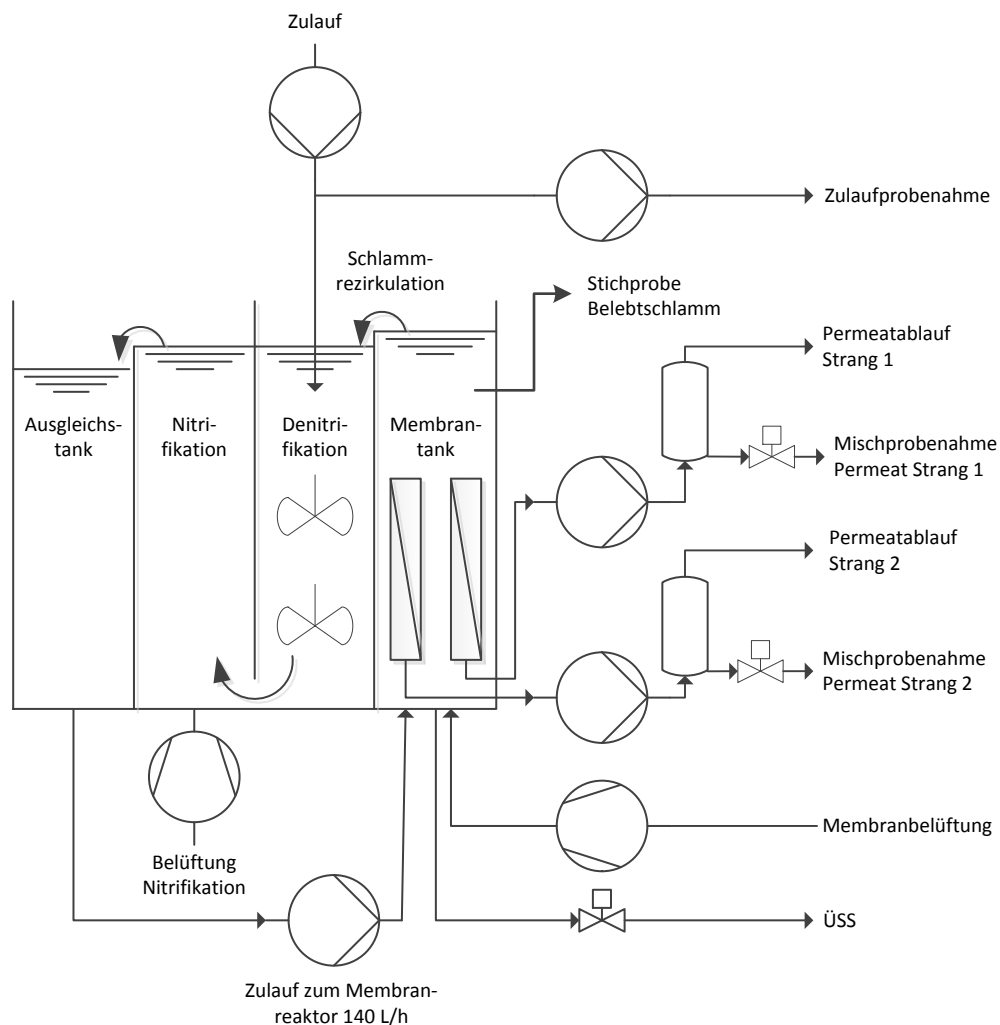 Zulauf
Zulaufprobenahme
Schlamm-
rezirkulation
Stichprobe
Belebtschlamm
Permeatablauf
Strang 1
Ausgleichs-
tank
Nitri-
fikation
Denitri-
fikation
Membran-
tank
Mischprobenahme
Permeat Strang 1
Permeatablauf
Strang 2
Mischprobenahme
Permeat Strang 2
Membranbelüftung
Belüftung
Nitrifikation
ÜSS
Zulauf zum Membran-
reaktor 140 L/h